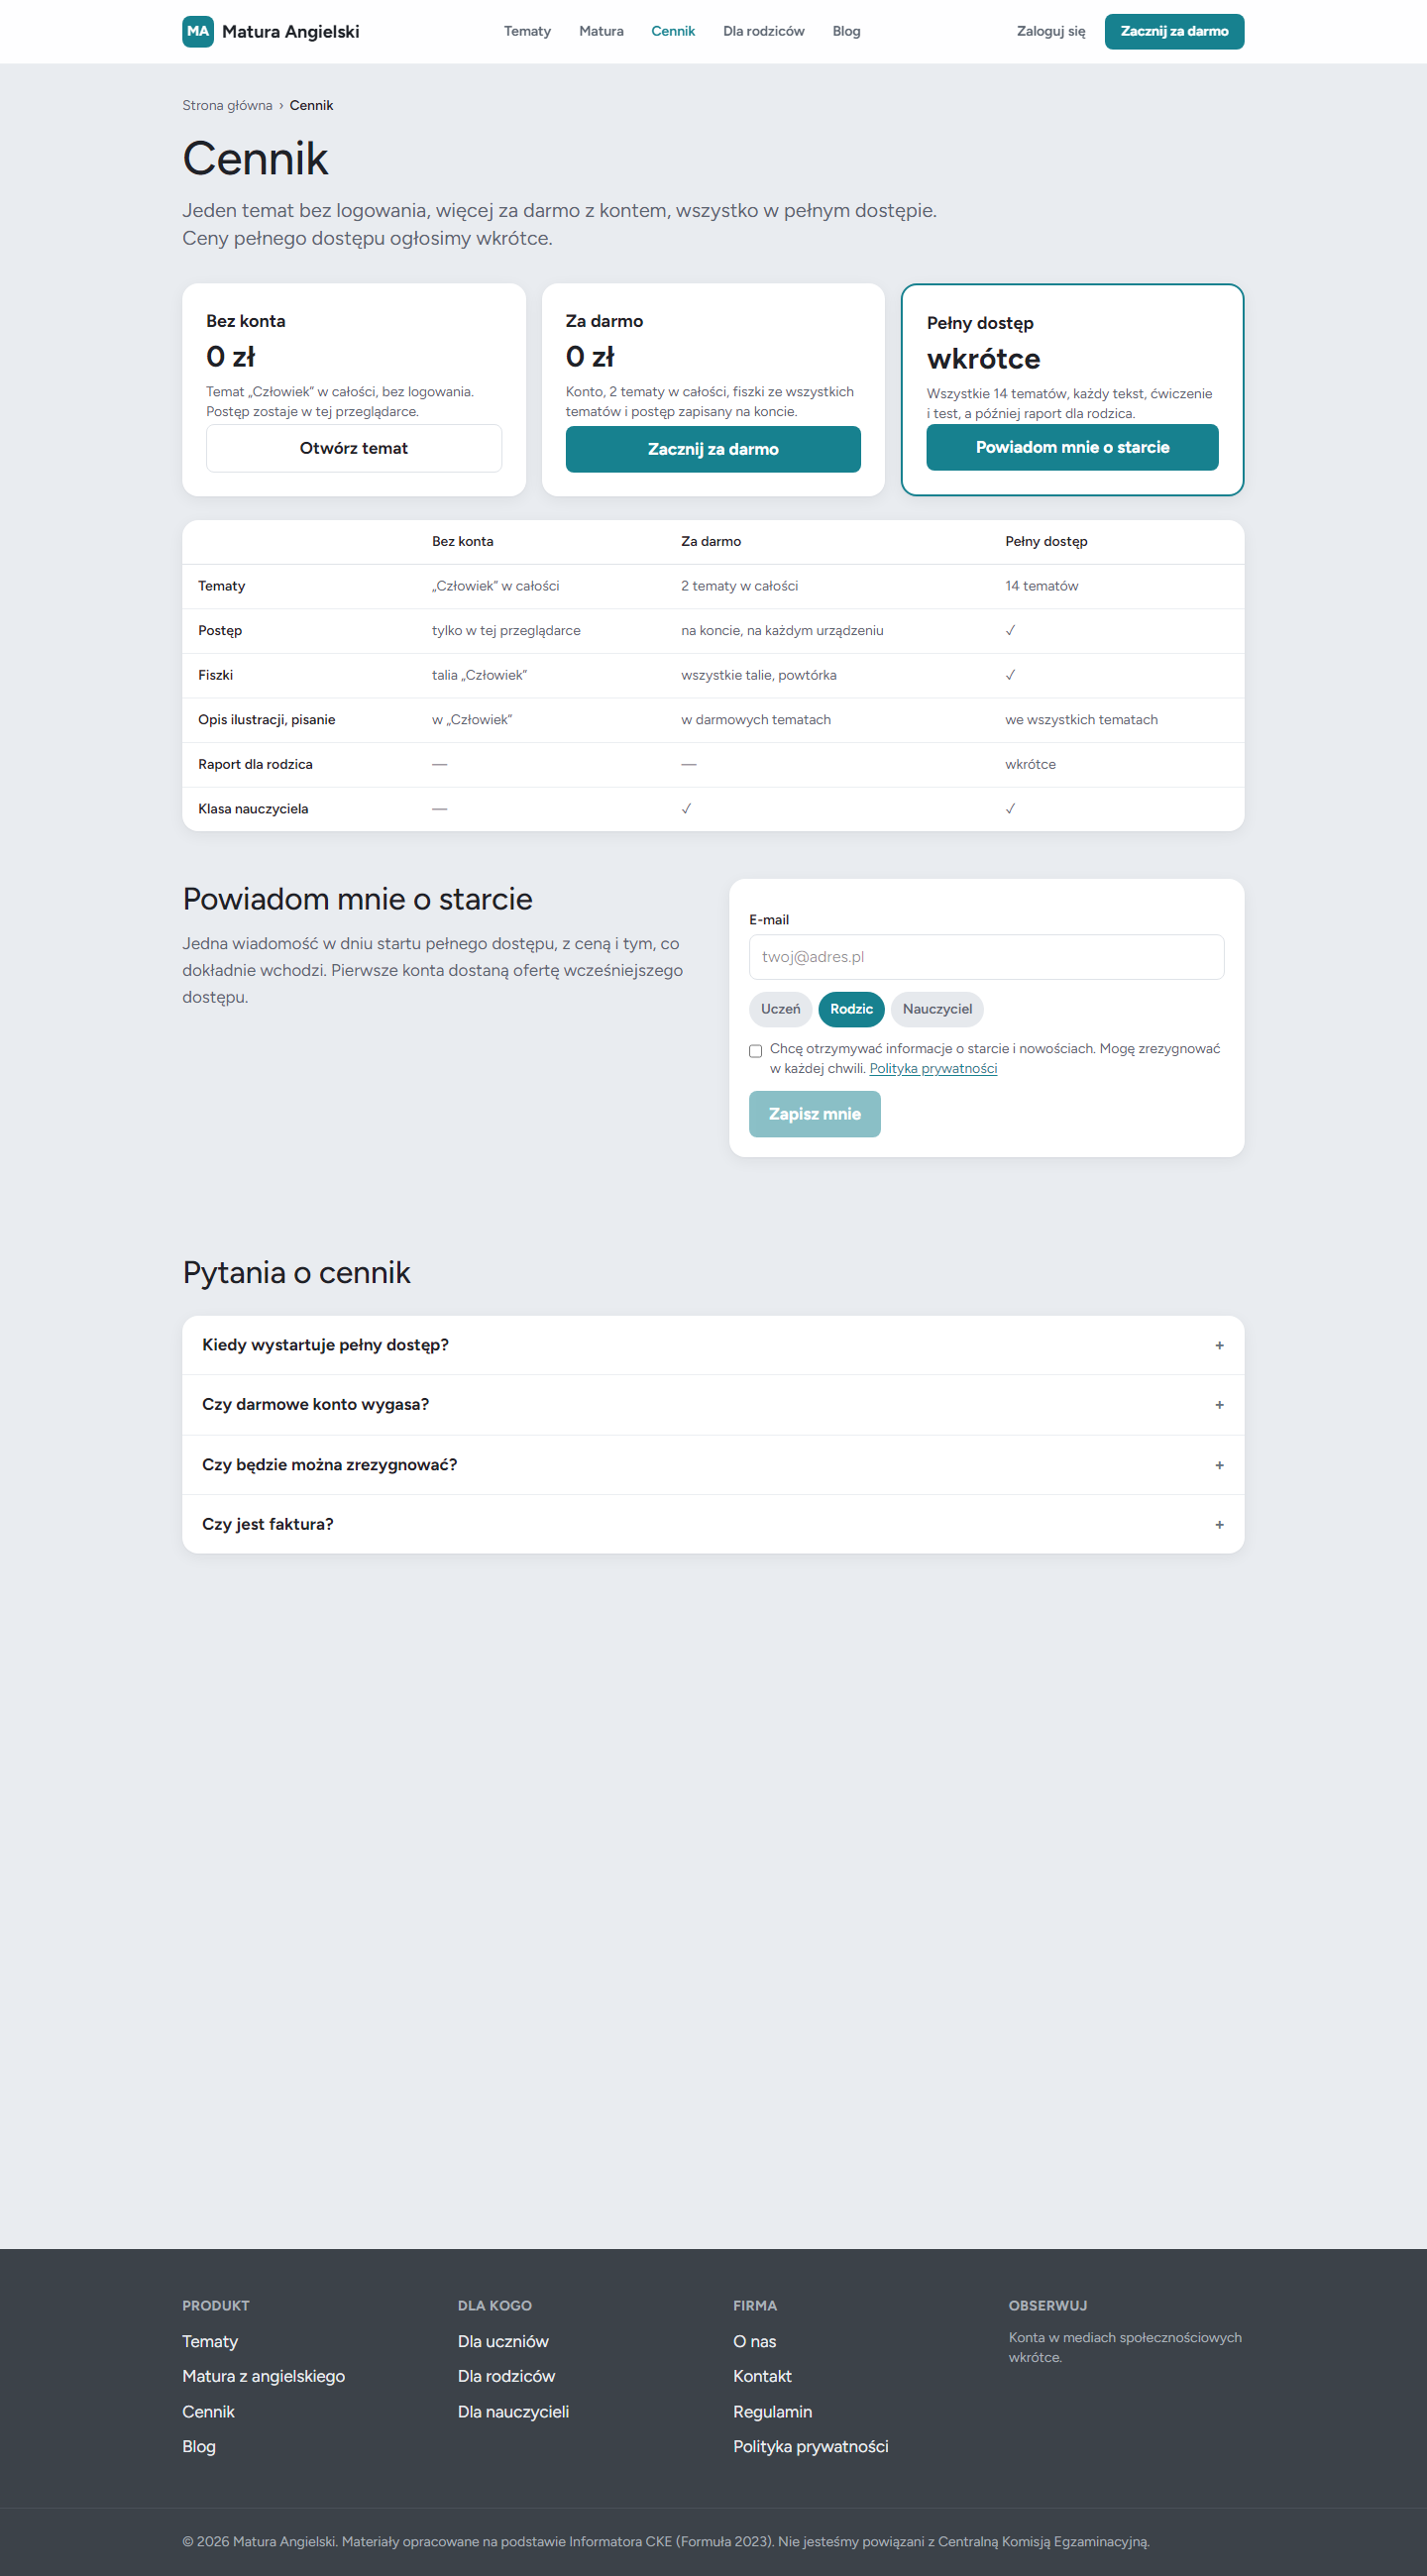 MA Matura Angielski Tematy Matura Cennik Dla rodziców Blog Zaloguj się Zacznij za darmo
Strona główna › Cennik
Cennik
Jeden temat bez logowania, więcej za darmo z kontem, wszystko w pełnym dostępie.
Ceny pełnego dostępu ogłosimy wkrótce.
Bez konta
0 zł
Temat „Człowiek” w całości, bez logowania.
Postęp zostaje w tej przeglądarce.
Otwórz temat
Za darmo
0 zł
Konto, 2 tematy w całości, fiszki ze wszystkich
tematów i postęp zapisany na koncie.
Zacznij za darmo
Pełny dostęp
wkrótce
Wszystkie 14 tematów, każdy tekst, ćwiczenie
i test, a później raport dla rodzica.
Powiadom mnie o starcie
Bez konta Za darmo Pełny dostęp
Tematy „Człowiek” w całości 2 tematy w całości 14 tematów
Postęp tylko w tej przeglądarce na koncie, na każdym urządzeniu ✓
Fiszki talia „Człowiek” wszystkie talie, powtórka ✓
Opis ilustracji, pisanie w „Człowiek” w darmowych tematach we wszystkich tematach
Raport dla rodzica — — wkrótce
Klasa nauczyciela — ✓ ✓
Powiadom mnie o starcie
Jedna wiadomość w dniu startu pełnego dostępu, z ceną i tym, co
dokładnie wchodzi. Pierwsze konta dostaną ofertę wcześniejszego
dostępu.
E-mail
twoj@adres.pl
Uczeń Rodzic Nauczyciel
Chcę otrzymywać informacje o starcie i nowościach. Mogę zrezygnować
w każdej chwili. Polityka prywatności
Zapisz mnie
Pytania o cennik
Kiedy wystartuje pełny dostęp? +
Czy darmowe konto wygasa? +
Czy będzie można zrezygnować? +
Czy jest faktura? +
PRODUKT
Tematy
Matura z angielskiego
Cennik
Blog
DLA KOGO
Dla uczniów
Dla rodziców
Dla nauczycieli
FIRMA
O nas
Kontakt
Regulamin
Polityka prywatności
OBSERWUJ
Konta w mediach społecznościowych
wkrótce.
© 2026 Matura Angielski. Materiały opracowane na podstawie Informatora CKE (Formuła 2023). Nie jesteśmy powiązani z Centralną Komisją Egzaminacyjną.